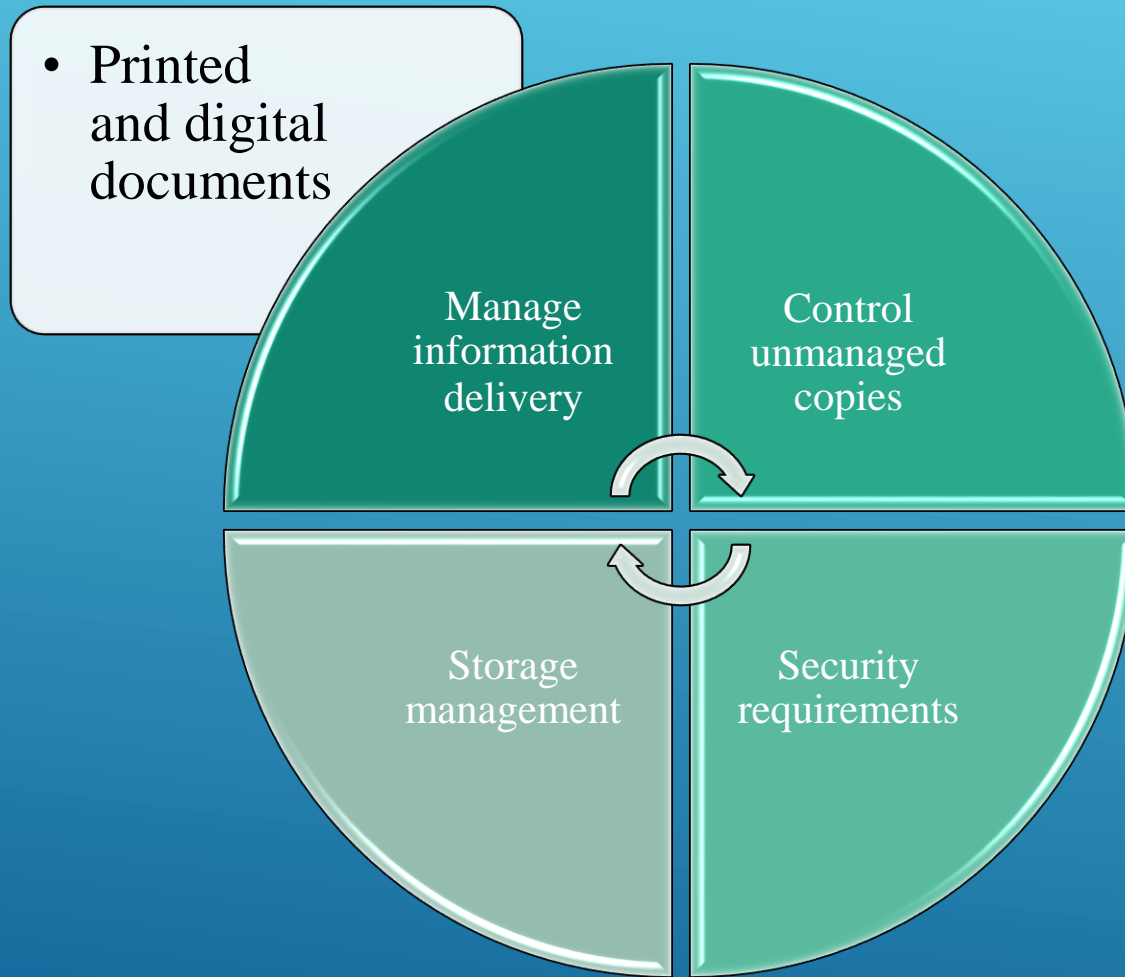 • Printed
and digital
documents
Manage
information
delivery
Control
unmanaged
copies
Storage
management
Security
requirements